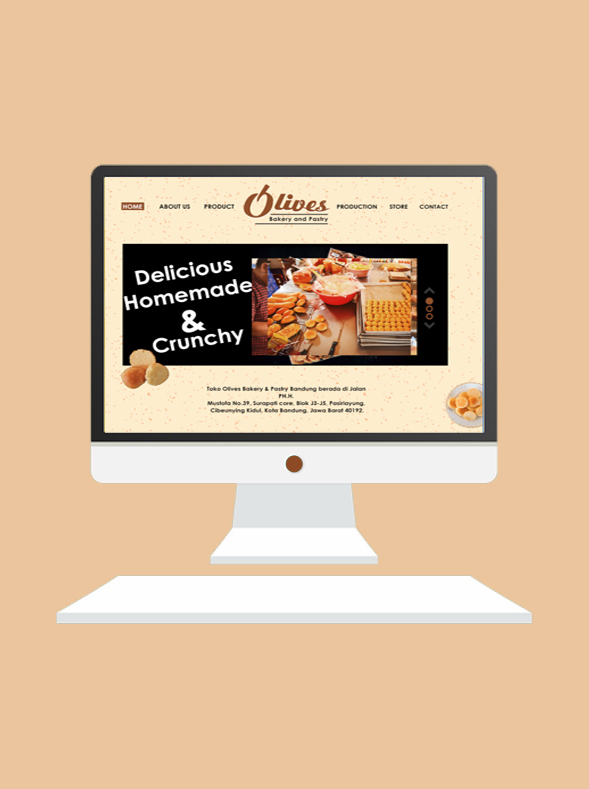 HOME ABOUT US PRODUCT Olives PRODUCTION STORE CONTACT
Bakery and Pastry
Delicious
Homemade
&
Crunchy
Toko Olives Bakery & Pastry Bandung berada di Jalan
PH.H.
Mustofa No.39, Surapati core, Blok J3-J5, Pasirlayung,
Cibeunying Kidul, Kota Bandung, Jawa Barat 40192.